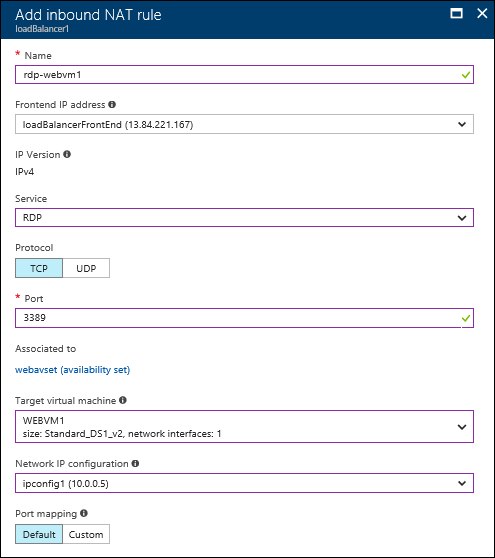 Add inbound NAT rule
loadBalancer1
* Name
rdp-webvm1
Frontend IP address
loadBalancerFrontEnd (13.84.221.167)
IP Version
IPv4
Service
RDP
Protocol
TCP UDP
* Port
3389
Associated to
webavset (availability set)
Target virtual machine
WEBVM1
size: Standard_DS1_v2, network interfaces: 1
Network IP configuration
ipconfig1 (10.0.0.5)
Port mapping
Default Custom